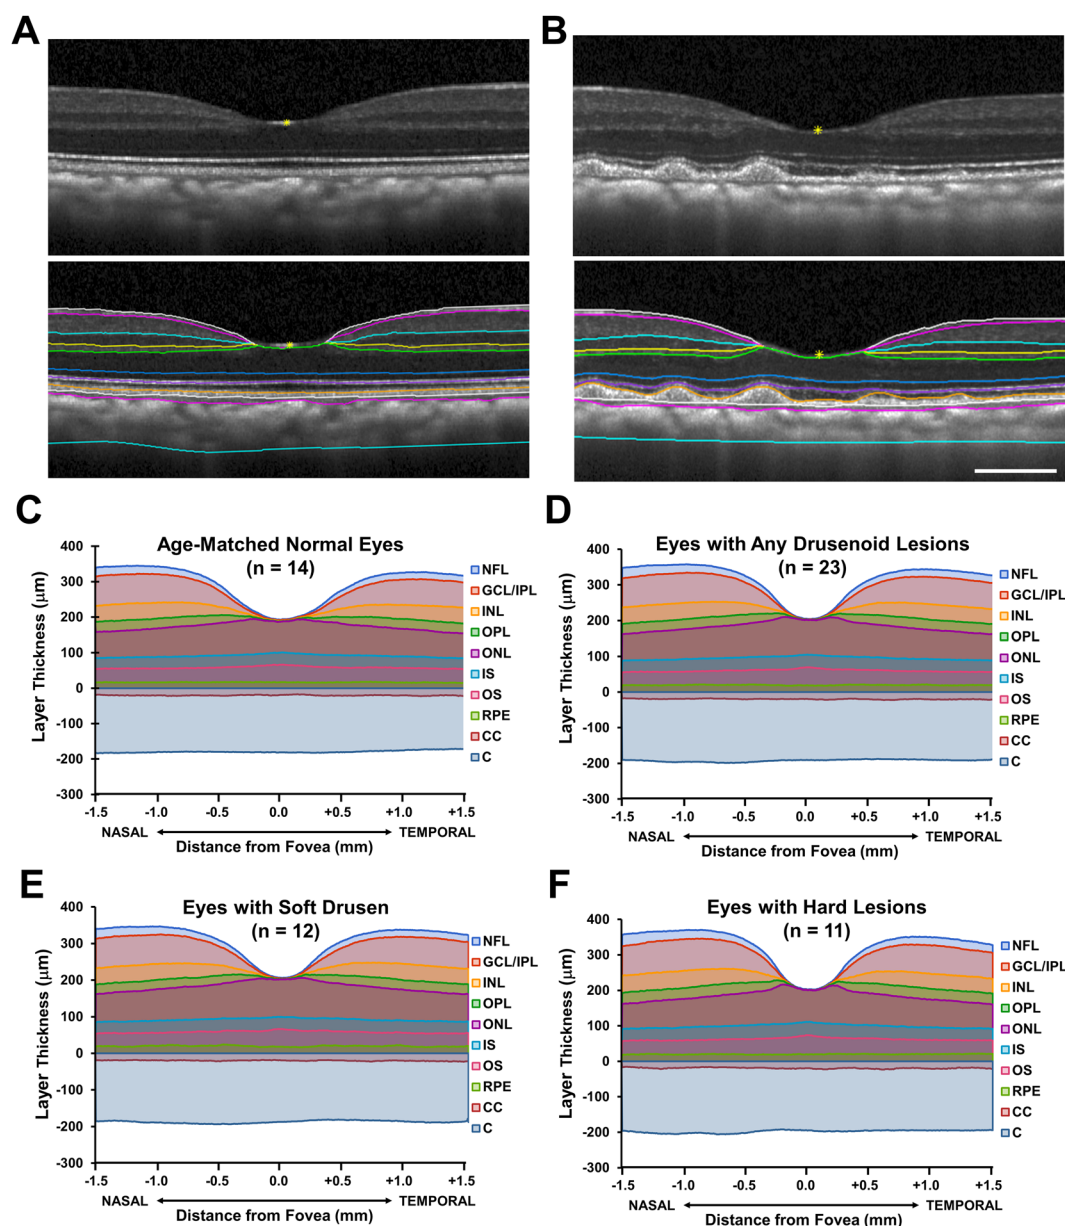 A
B
C
Age-Matched Normal Eyes
(n = 14)
Layer Thickness (μm)
400
300
200
100
0
-100
-200
-300
-1.5
-1.0
-0.5
0.0
+0.5
+1.0
+1.5
NASAL
TEMPORAL
Distance from Fovea (mm)
NFL
GCL/IPL
INL
OPL
ONL
IS
OS
RPE
CC
C
D
Eyes with Any Drusenoid Lesions
(n = 23)
Layer Thickness (μm)
400
300
200
100
0
-100
-200
-300
-1.5
-1.0
-0.5
0.0
+0.5
+1.0
+1.5
NASAL
TEMPORAL
Distance from Fovea (mm)
NFL
GCL/IPL
INL
OPL
ONL
IS
OS
RPE
CC
C
E
Eyes with Soft Drusen
(n = 12)
Layer Thickness (μm)
400
300
200
100
0
-100
-200
-300
-1.5
-1.0
-0.5
0.0
+0.5
+1.0
+1.5
NASAL
TEMPORAL
Distance from Fovea (mm)
NFL
GCL/IPL
INL
OPL
ONL
IS
OS
RPE
CC
C
F
Eyes with Hard Lesions
(n = 11)
Layer Thickness (μm)
400
300
200
100
0
-100
-200
-300
-1.5
-1.0
-0.5
0.0
+0.5
+1.0
+1.5
NASAL
TEMPORAL
Distance from Fovea (mm)
NFL
GCL/IPL
INL
OPL
ONL
IS
OS
RPE
CC
C